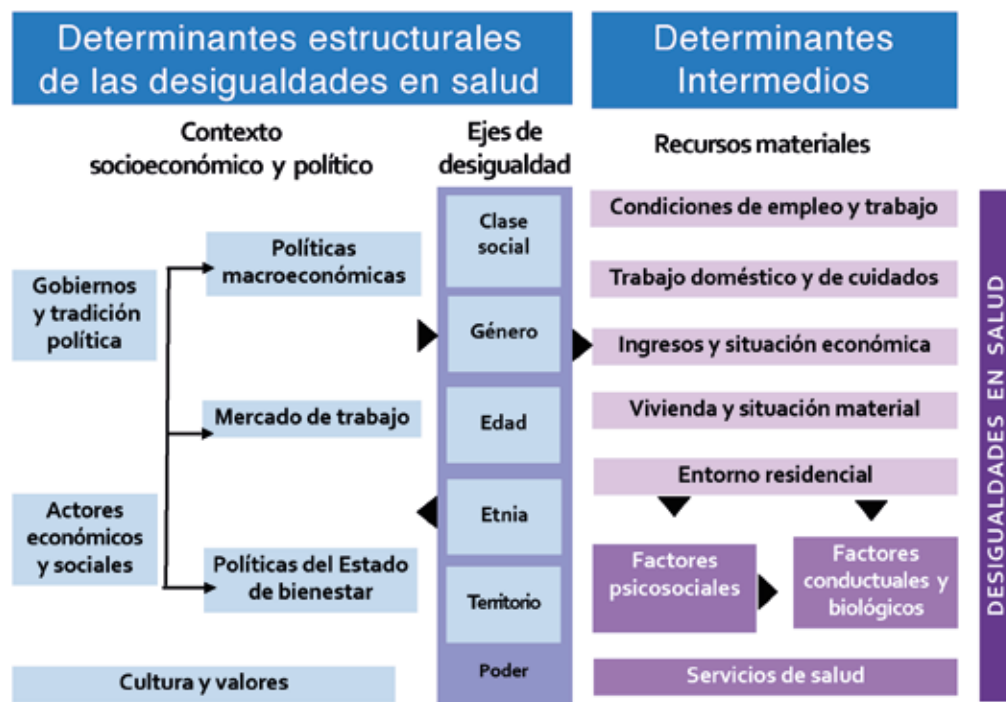 Determinantes estructurales
de las desigualdades en salud
Determinantes
Intermedios
Contexto
socioeconómico y político
Ejes de
desigualdad
Recursos materiales
Gobiernos
y tradición
política
Actores
económicos
y sociales
Políticas
macroeconómicas
Mercado de trabajo
Políticas del Estado
de bienestar
Cultura y valores
Clase
social
Género
Edad
Etnia
Territorio
Poder
Condiciones de empleo y trabajo
Trabajo doméstico y de cuidados
Ingresos y situación económica
Vivienda y situación material
Entorno residencial
Factores
psicosociales
Factores
conductuales y
biológicos
Servicios de salud
DESIGUALDADES EN SALUD